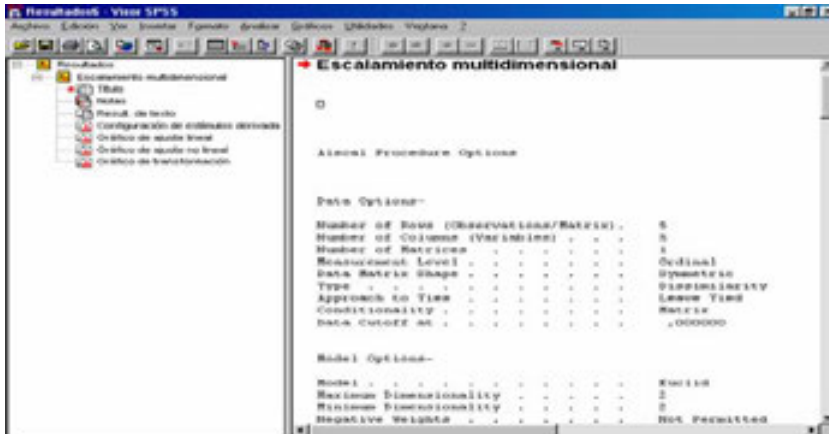 Resultados6 - Visor SPSS
Archivo Edición Ver Insertar Formato Analizar Gráficos Utilidades Ventana ?
Resultados
Escalamiento multidimensional
Título
Notas
Result. de texto
Configuración de estímulos derivada
Gráfico de ajuste lineal
Gráfico de ajuste no lineal
Gráfico de transformación
Escalamiento multidimensional
Alscal Procedure Options
Data Options-
Number of Rows (Observations/Matrix). 5
Number of Columns (Variables) . . . 5
Number of Matrices . . . . . . 1
Measurement Level . . . . . . . Ordinal
Data Matrix Shape . . . . . . . Symmetric
Type . . . . . . . . . . . Dissimilarity
Approach to Ties . . . . . . . Leave Tied
Conditionality . . . . . . . . Matrix
Data Cutoff at . . . . . . . . ,000000
Model Options-
Model . . . . . . . . . . . Euclid
Maximum Dimensionality . . . . . 2
Minimum Dimensionality . . . . . 2
Negative Weights . . . . . . . Not Permitted